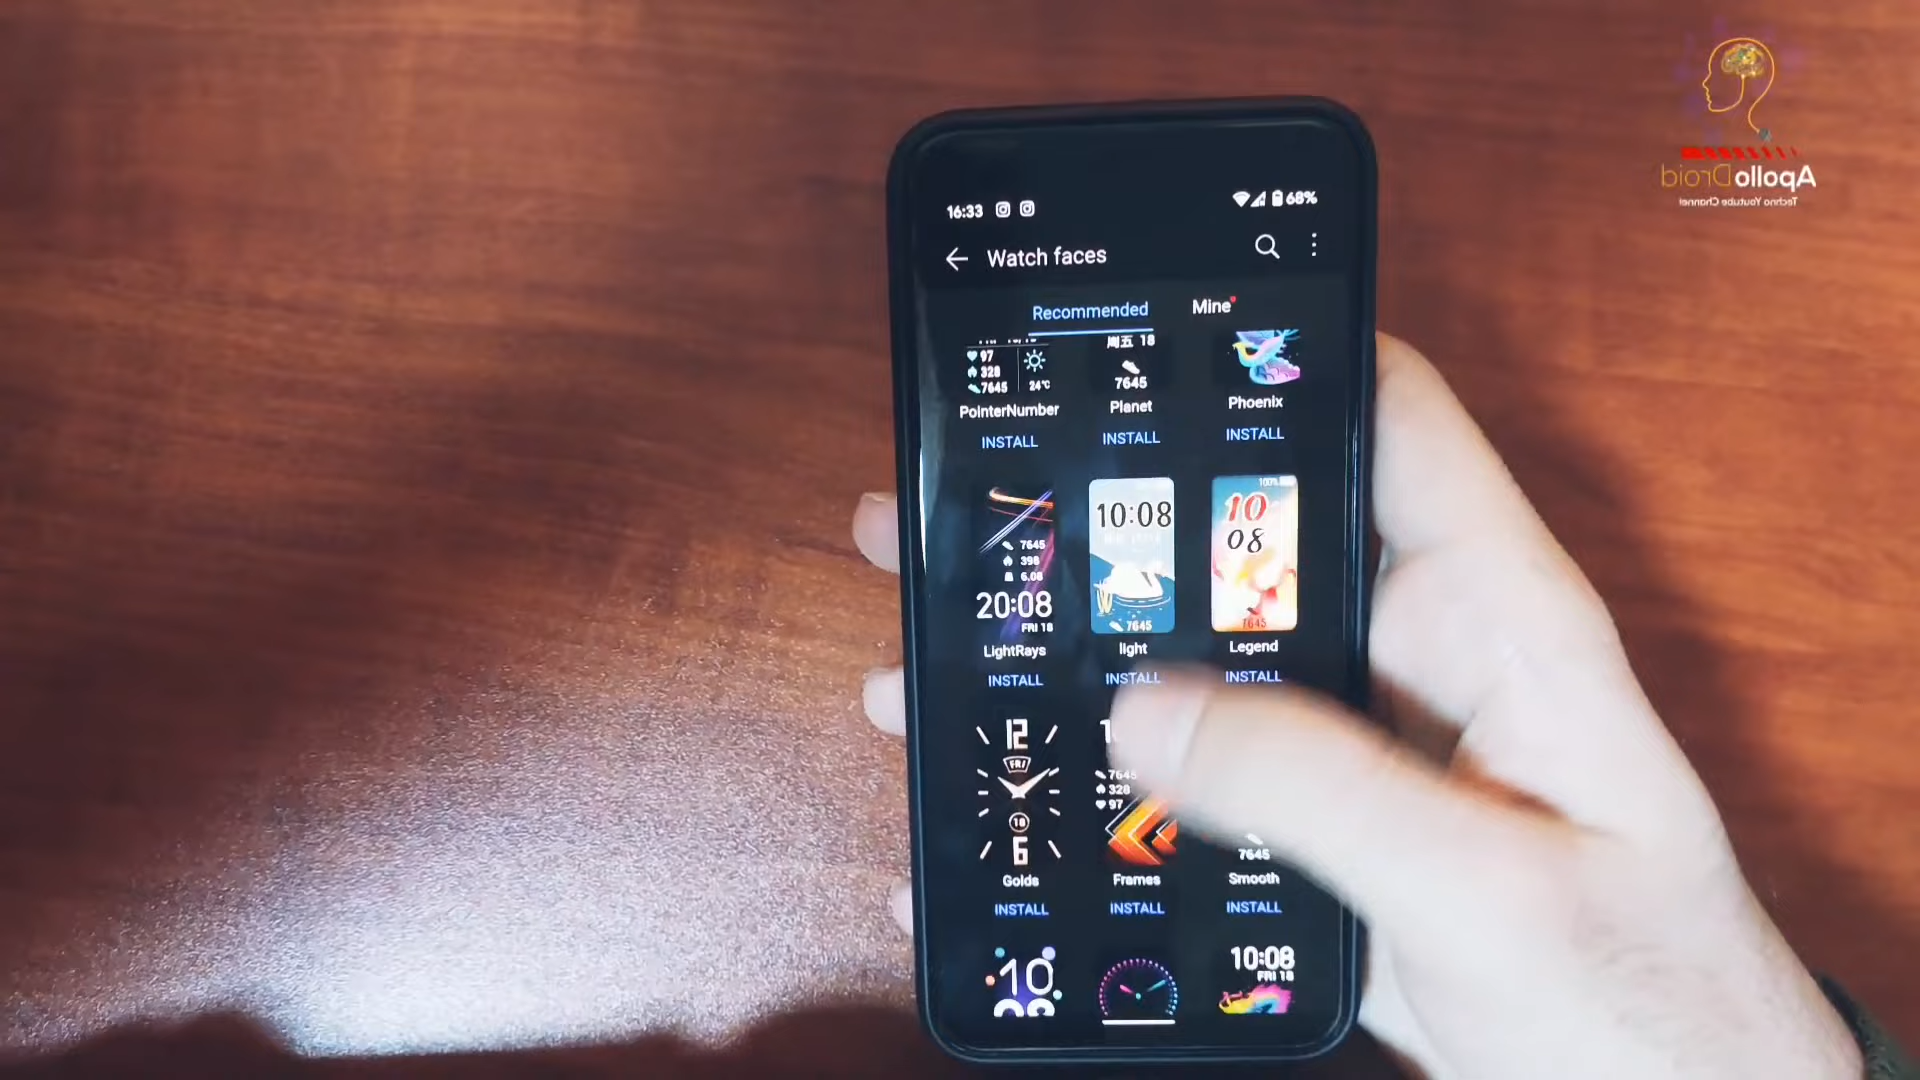 ApolloDroid
Techno Youtube Channel
16:33
68%
Watch faces
Recommended
Mine
97
328
7645
24°C
周五 18
7645
PointerNumber
Planet
Phoenix
INSTALL
INSTALL
INSTALL
7645
398
6.08
20:08
FRI 18
10:08
7645
100%
10
08
7645
LightRays
light
Legend
INSTALL
INSTALL
INSTALL
12
FRI
18
6
7645
328
97
7645
Golds
Frames
Smooth
INSTALL
INSTALL
INSTALL
10
08
10:08
FRI 18